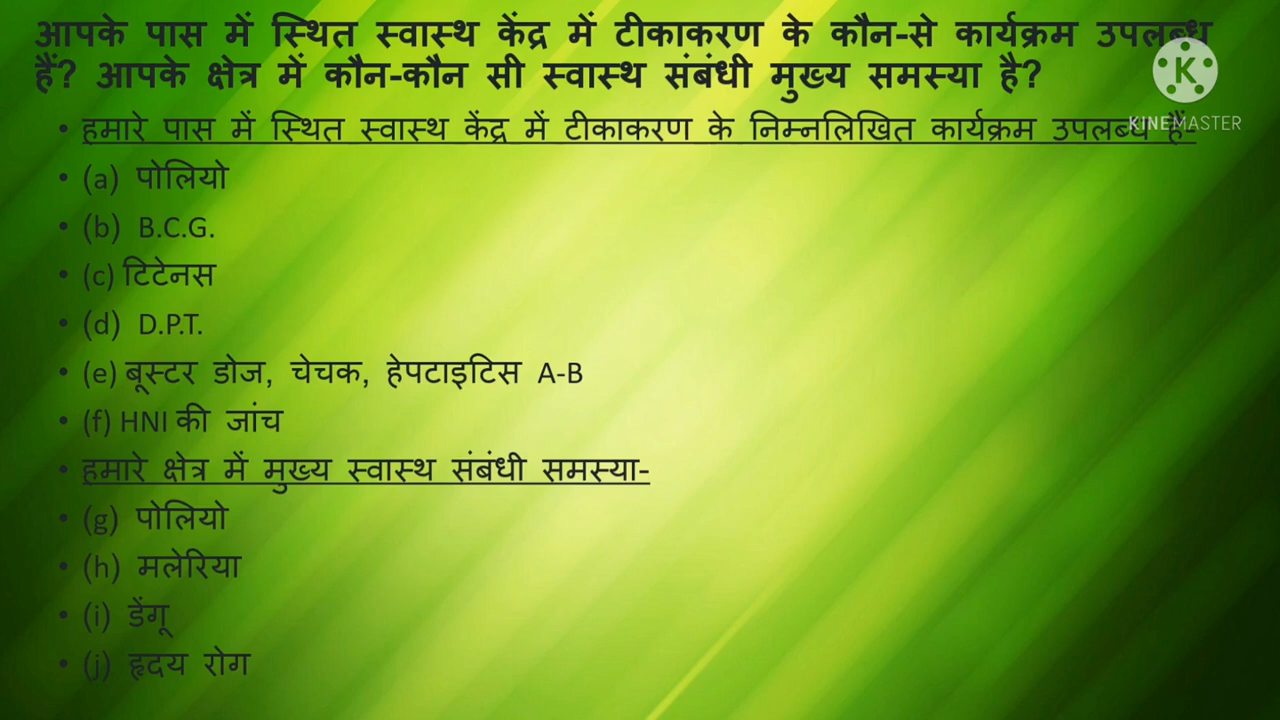 आपके पास में स्थित स्वास्थ केंद्र में टीकाकरण के कौन-से कार्यक्रम उपलब्ध
हैं? आपके क्षेत्र में कौन-कौन सी स्वास्थ संबंधी मुख्य समस्या है?
K
KINEMASTER
• हमारे पास में स्थित स्वास्थ केंद्र में टीकाकरण के निम्नलिखित कार्यक्रम उपलब्ध हैं-
• (a) पोलियो
• (b) B.C.G.
• (c) टिटेनस
• (d) D.P.T.
• (e) बूस्टर डोज, चेचक, हेपटाइटिस A-B
• (f) HNI की जांच
• हमारे क्षेत्र में मुख्य स्वास्थ संबंधी समस्या-
• (g) पोलियो
• (h) मलेरिया
• (i) डेंगू
• (j) हृदय रोग